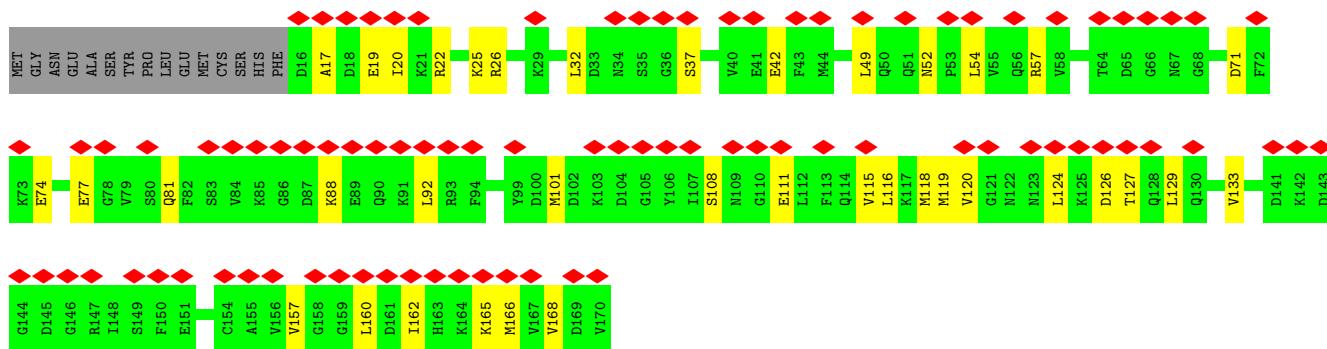 MET GLY ASN GLU ALA SER TYR PRO LEU GLU MET CYS SER HIS PHE D16 A17 D18 E19 I20 K21 R22 K25 R26 K29 L32 D33 N34 S35 G36 S37 V40 E41 E42 F43 M44 L49 Q50 Q51 N52 P53 L54 V55 Q56 R57 V58 T64 D65 G66 N67 G68 D71 F72
K73 E74 E77 G78 V79 S80 Q81 F82 S83 V84 K85 G86 D87 K88 E89 Q90 K91 L92 R93 F94 Y99 D100 M101 D102 K103 D104 G105 Y106 I107 S108 N109 G110 E111 L112 F113 Q114 V115 L116 K117 M118 M119 V120 G121 N122 N123 L124 K125 D126 T127 Q128 L129 Q130 V133 D141 K142 D143
G144 D145 G146 R147 I148 S149 F150 E151 C154 A155 V156 V157 G158 G159 L160 D161 I162 H163 K164 K165 M166 V167 V168 D169 V170